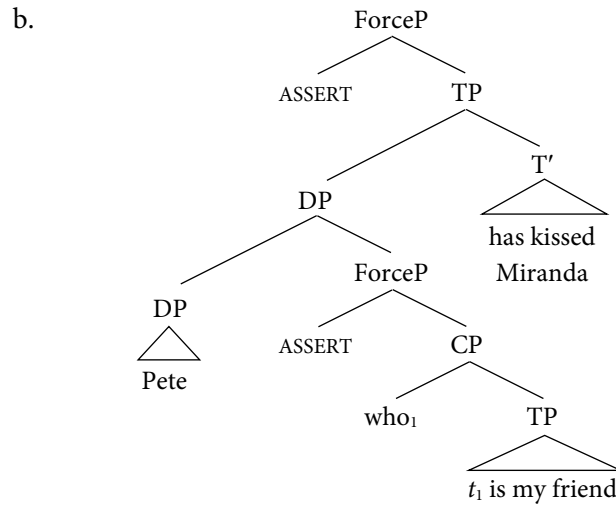 b.
ForceP
ASSERT TP
T′
DP
has kissed
Miranda
ForceP
DP
ASSERT CP
Pete
who₁ TP
t₁ is my friend